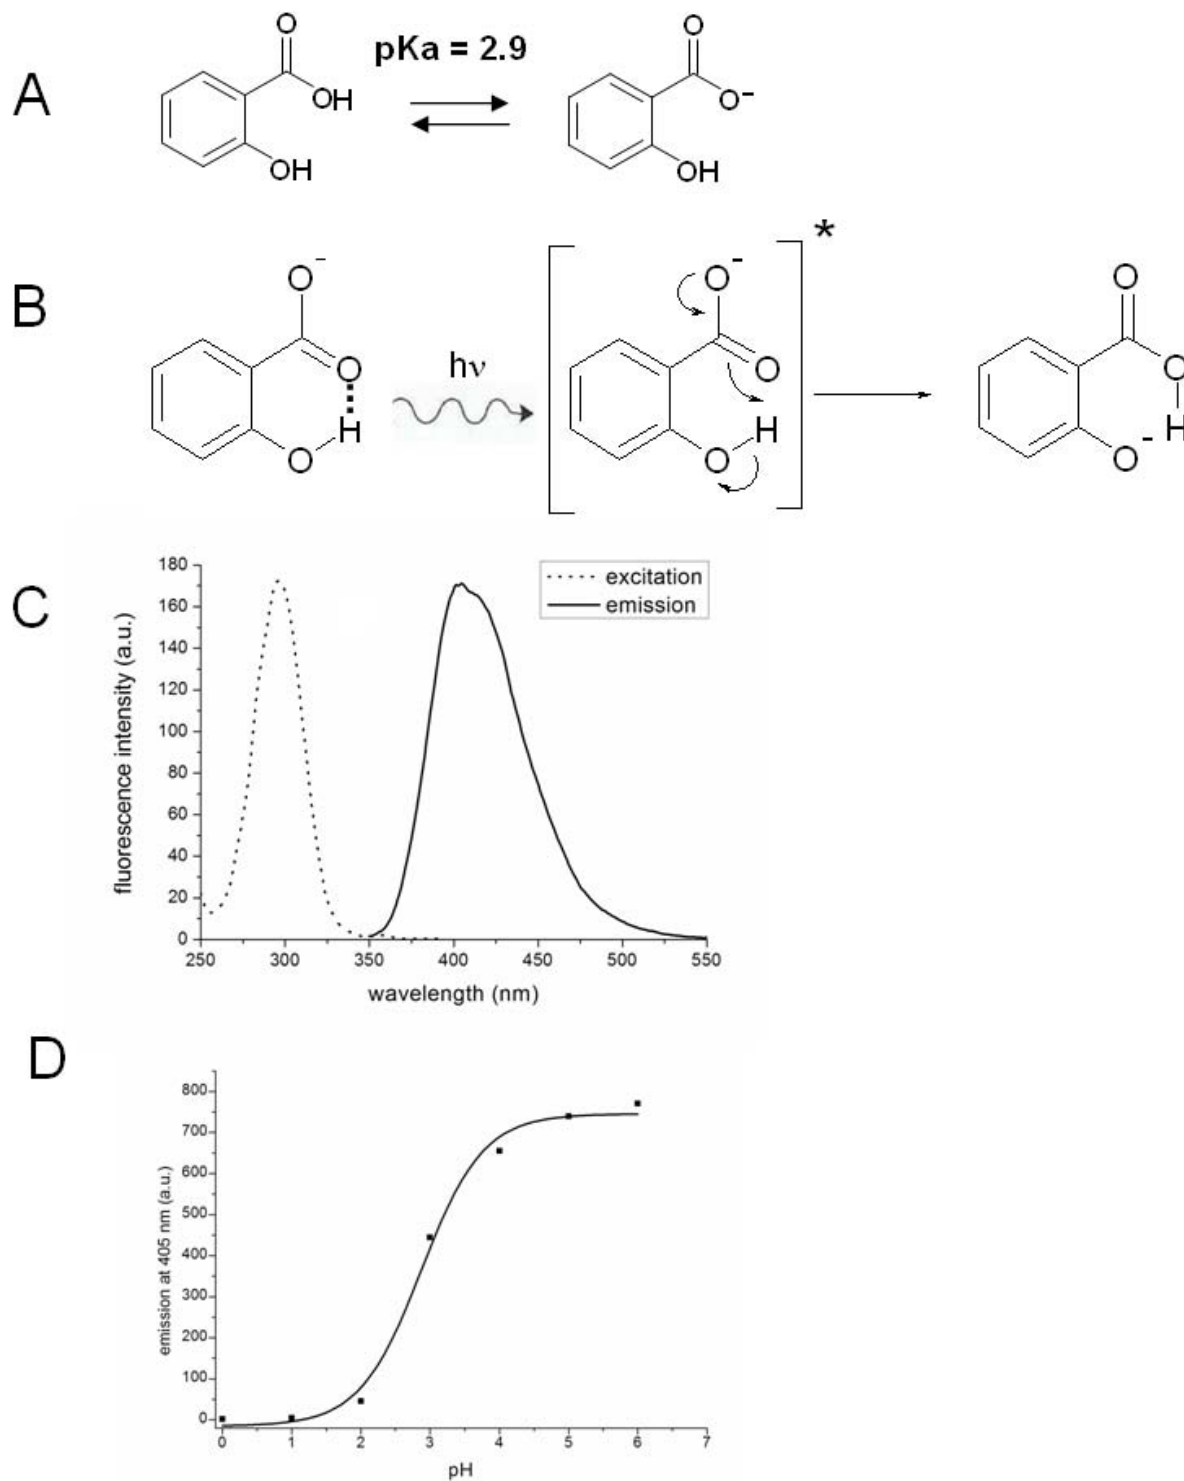 A
O
OH
OH
pKa = 2.9
O
O-
OH
B
O-
O
H
O
hν
*
O-
O
H
O
O
O
H
O-
C
fluorescence intensity (a.u.)
180
160
140
120
100
80
60
40
20
0
excitation
emission
250 300 350 400 450 500 550
wavelength (nm)
D
emission at 405 nm (a.u.)
800
700
600
500
400
300
200
100
0
0 1 2 3 4 5 6 7
pH